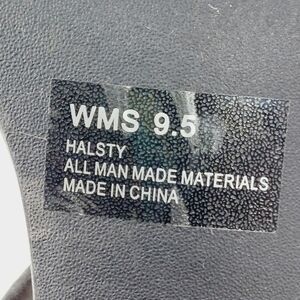 WMS 9.5
HALSTY
ALL MAN MADE MATERIALS
MADE IN CHINA